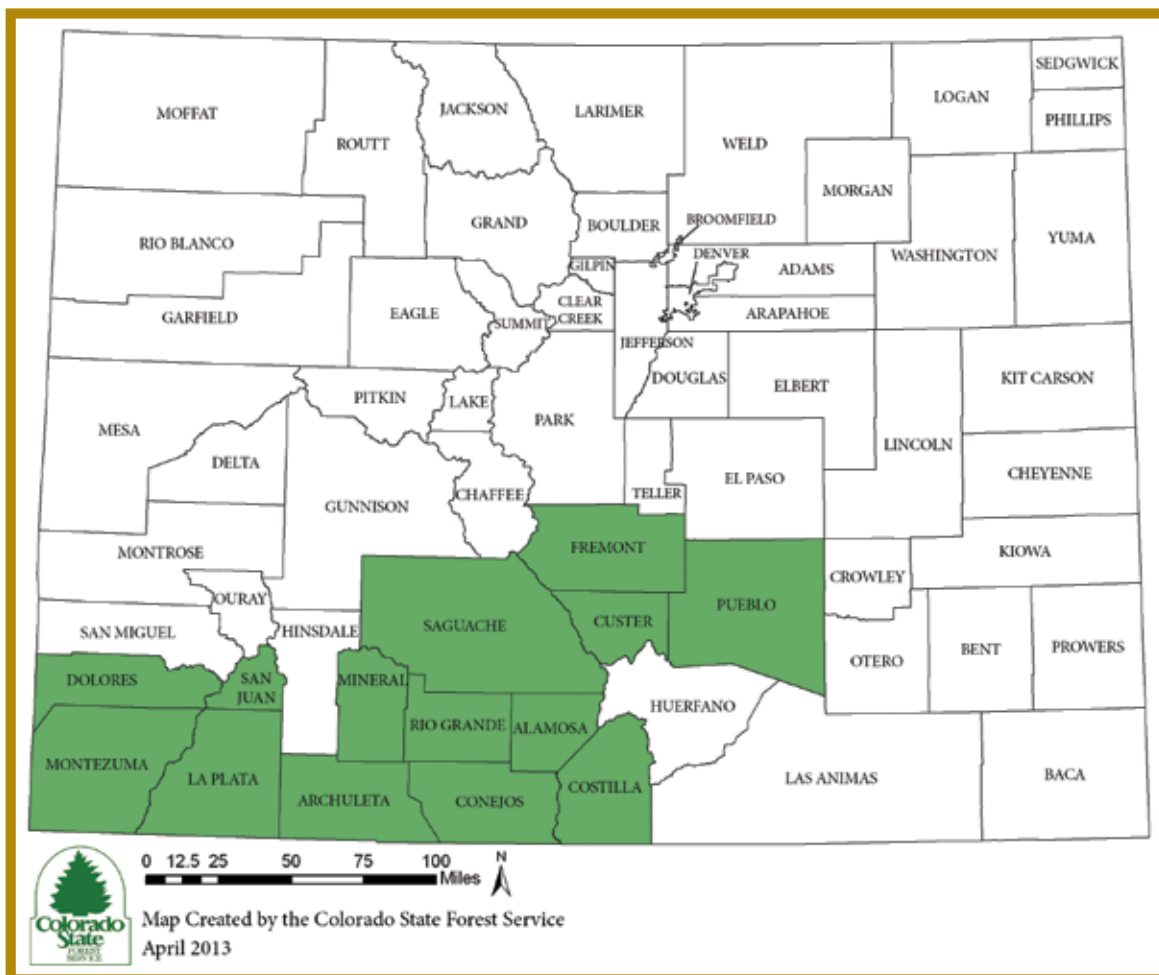 SEDGWICK
LOGAN
JACKSON
LARIMER
MOFFAT
PHILLIPS
ROUTT
WELD
MORGAN
GRAND
BOULDER
BROOMFIELD
RIO BLANCO
YUMA
WASHINGTON
DENVER
GILPIN
ADAMS
CLEAR
CREEK
EAGLE
GARFIELD
SUMMIT
ARAPAHOE
JEFFERSON
DOUGLAS
ELBERT
KIT CARSON
PITKIN
LAKE
PARK
MESA
LINCOLN
DELTA
CHEYENNE
EL PASO
CHAFFEE
TELLER
GUNNISON
FREMONT
MONTROSE
KIOWA
CROWLEY
OURAY
PUEBLO
CUSTER
SAGUACHE
HINSDALE
SAN MIGUEL
BENT
PROWERS
OTERO
DOLORES
SAN
JUAN
MINERAL
HUERFANO
RIO GRANDE
ALAMOSA
MONTEZUMA
LA PLATA
LAS ANIMAS
BACA
COSTILLA
ARCHULETA
CONEJOS
0 12.5 25 50 75 100
Miles
N
Colorado
State
FOREST
SERVICE
Map Created by the Colorado State Forest Service
April 2013